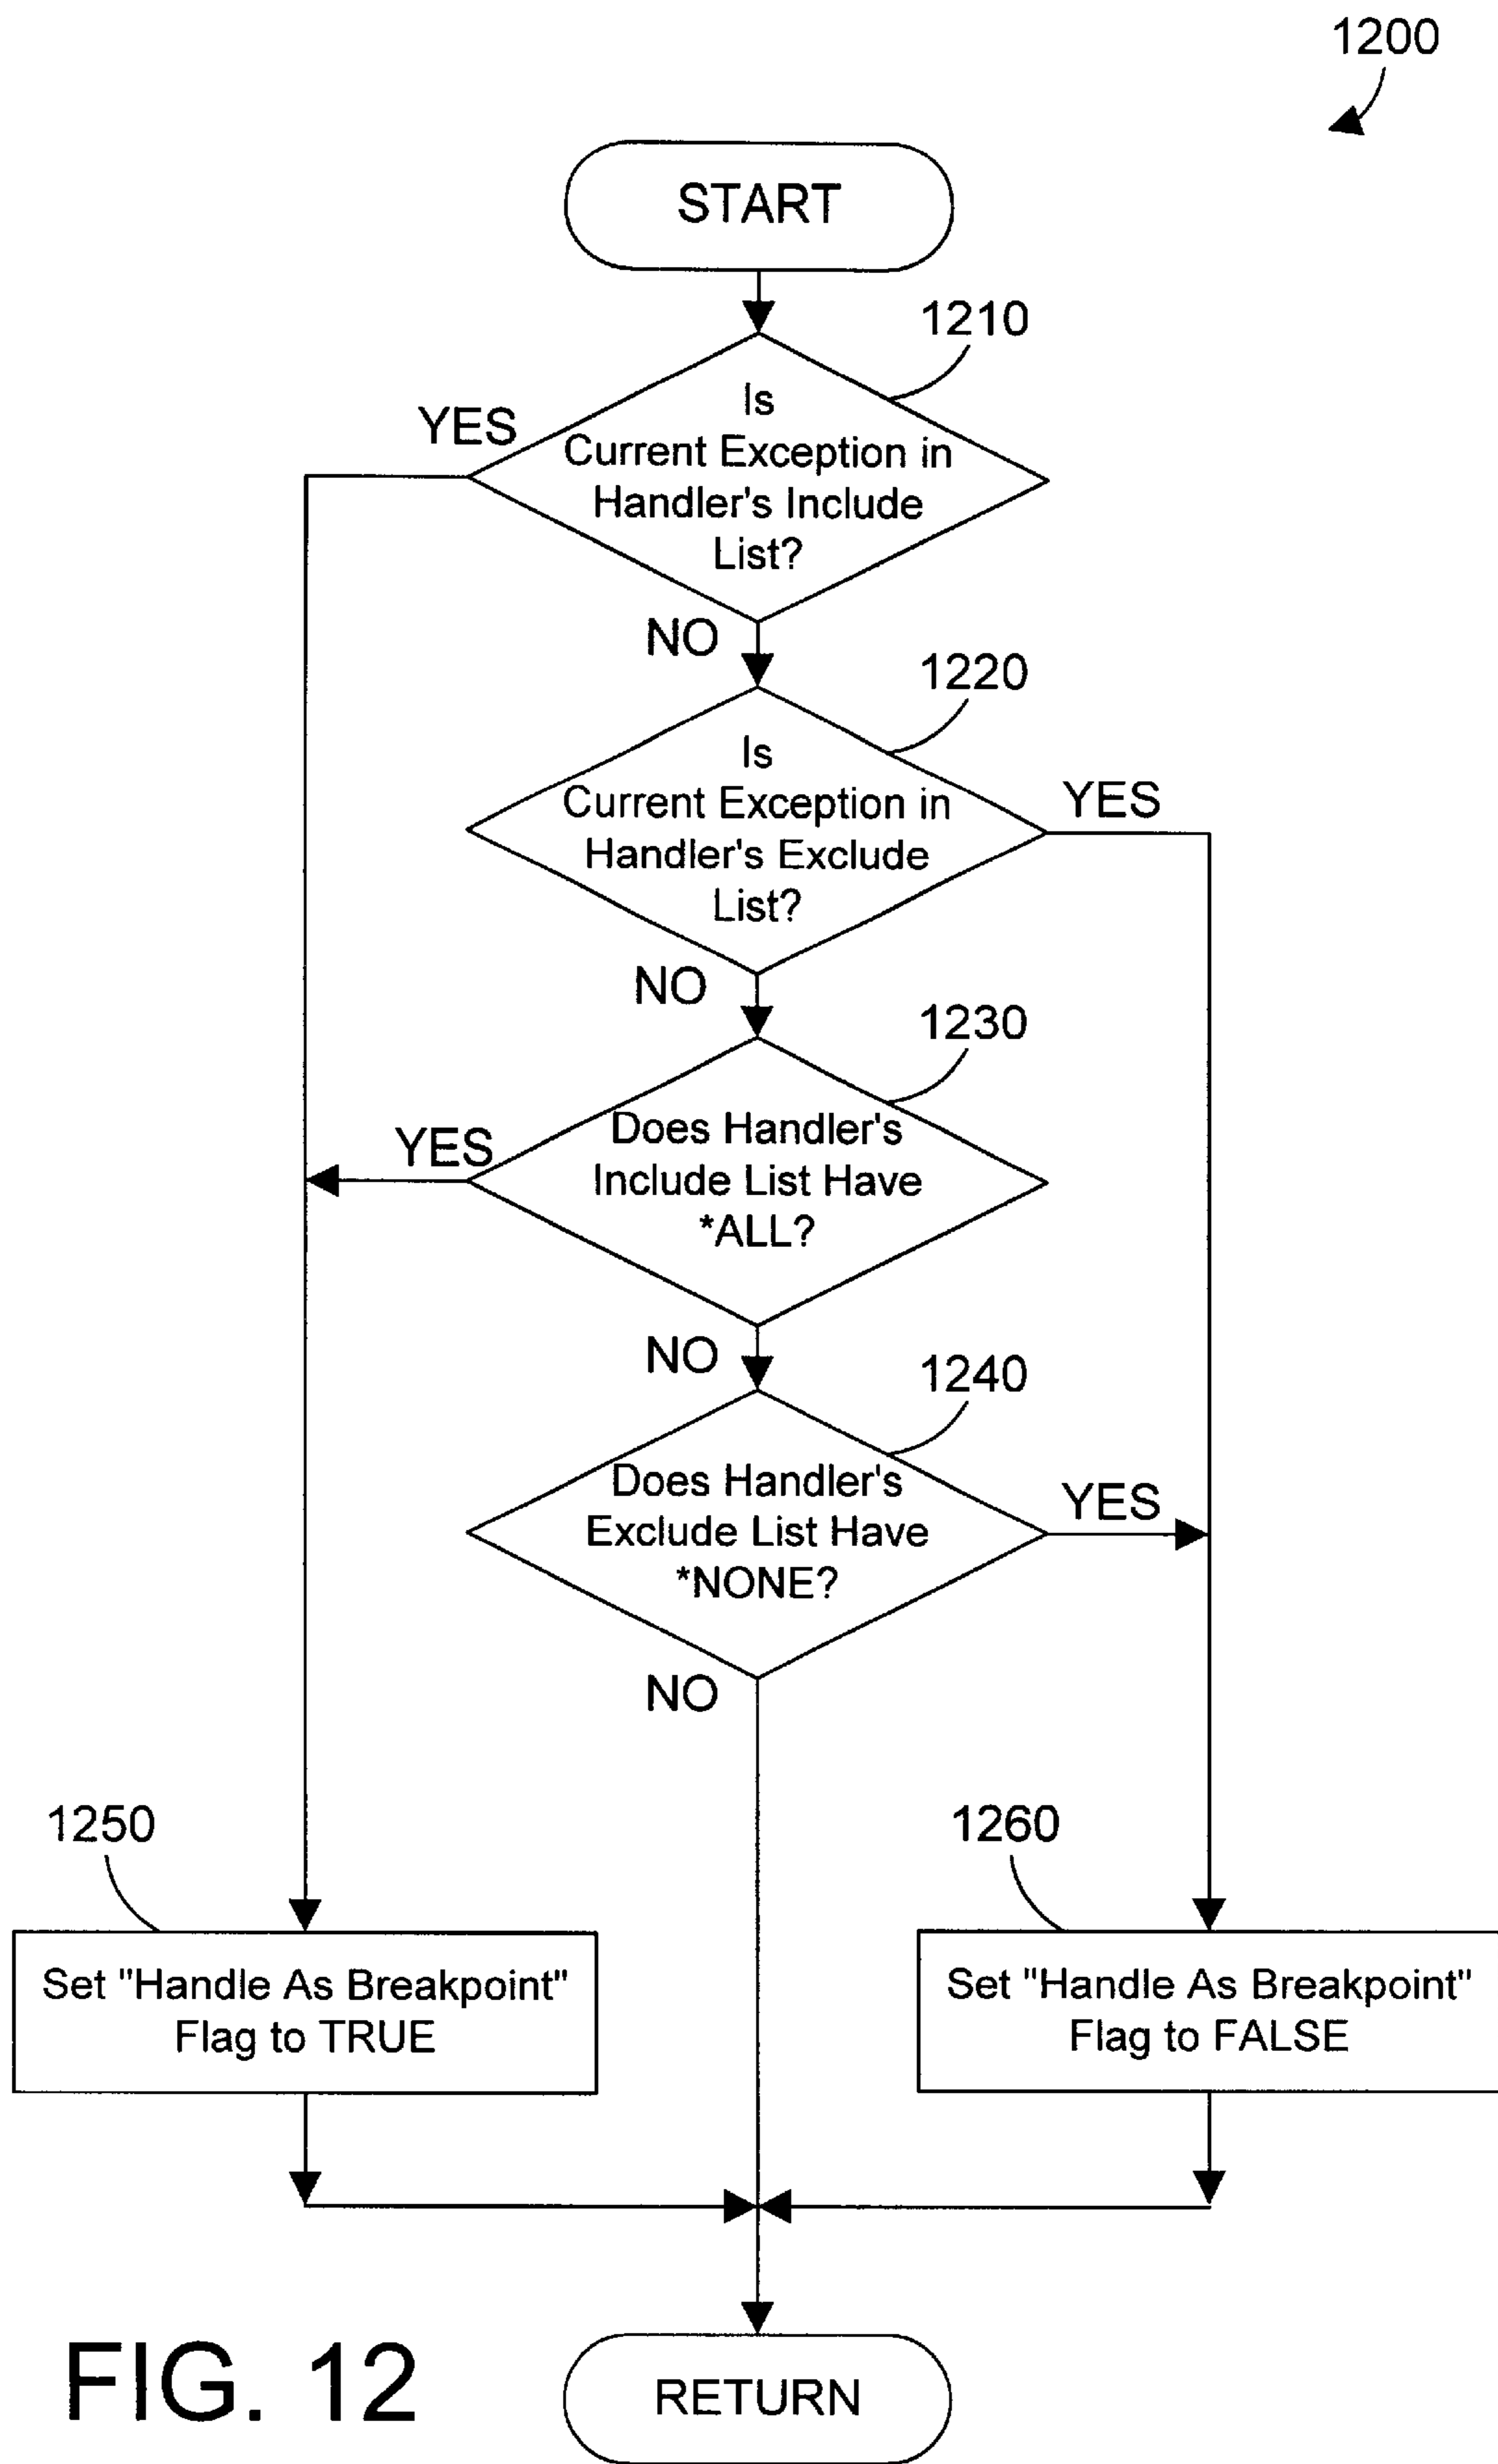 1200
START
1210
YES
Is
Current Exception in
Handler's Include
List?
NO
1220
Is
Current Exception in
Handler's Exclude
List?
YES
NO
1230
YES
Does Handler's
Include List Have
*ALL?
NO
1240
Does Handler's
Exclude List Have
*NONE?
YES
NO
1250
1260
Set "Handle As Breakpoint"
Flag to TRUE
Set "Handle As Breakpoint"
Flag to FALSE
FIG. 12
RETURN